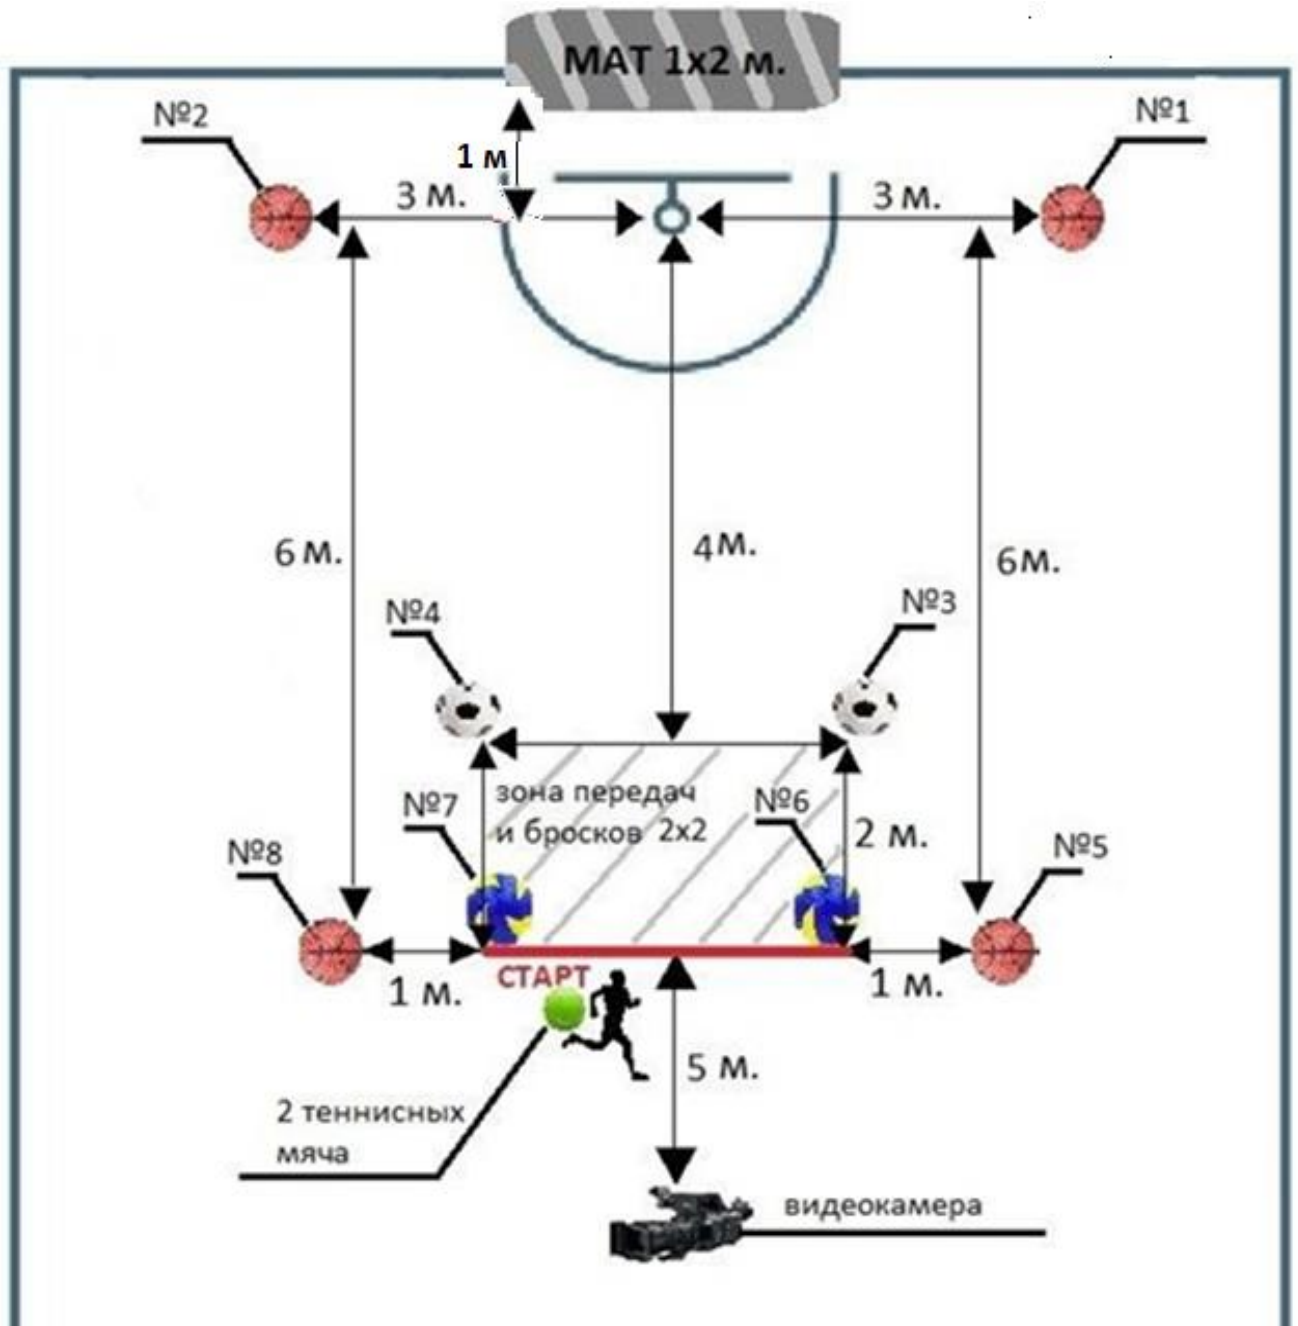 МАТ 1х2 м.
№2
№1
1 м
3 м.
3 м.
6 м.
4м.
6м.
№4
№3
зона передач
и бросков 2х2
№7
№6
2 м.
№8
№5
СТАРТ
1 м.
1 м.
5 м.
2 теннисных
мяча
видеокамера